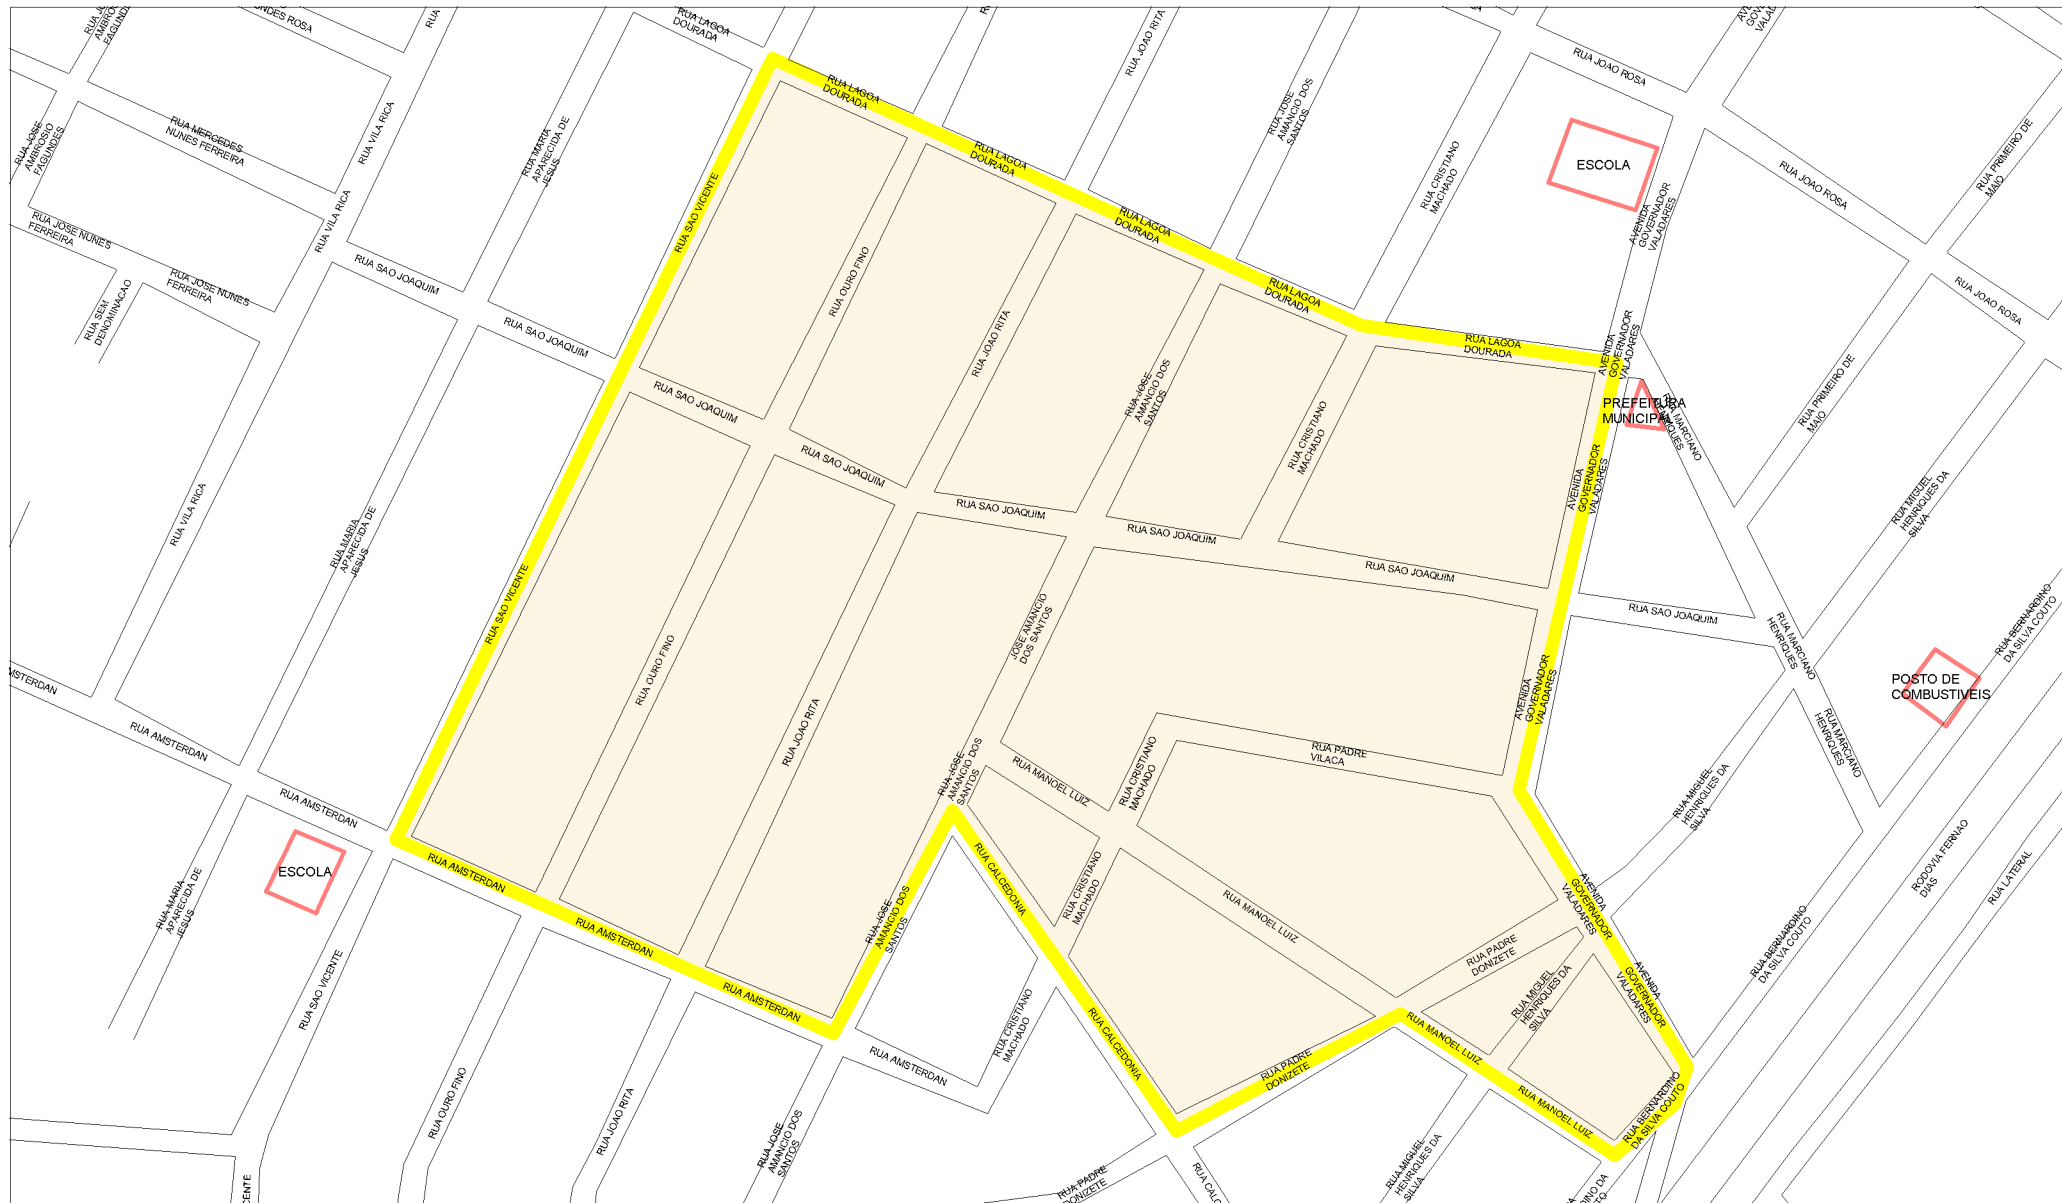 FAGUNDES
RUA
RUA LAGOA
DOURADA
RUA JOAO RITA
RUA JOAO ROSA
RUA VILA RICA
RUA MERCEDES
NUNES FERREIRA
RUA JOSE
AMBROSIO
FAGUNDES
RUA MARIA
APARECIDA DE
JESUS
RUA LAGOA
DOURADA
RUA LAGOA
DOURADA
RUA JOSE
AMANCIO DOS
SANTOS
RUA CRISTIANO
MACHADO
ESCOLA
AVENIDA
GOVERNADOR
VALADARES
RUA JOAO ROSA
RUA PRIMEIRO DE
MAIO
RUA JOSE NUNES
FERREIRA
RUA VILA RICA
RUA SAO VICENTE
RUA LAGOA
DOURADA
RUA SAO JOAQUIM
RUA JOSE NUNES
FERREIRA
RUA SEM
DENOMINACAO
RUA OURO FINO
RUA LAGOA
DOURADA
RUA JOAO ROSA
RUA SAO JOAQUIM
RUA JOAO RITA
RUA LAGOA
DOURADA
AVENIDA
GOVERNADOR
VALADARES
RUA SAO JOAQUIM
RUA JOSE
AMANCIO DOS
SANTOS
RUA CRISTIANO
MACHADO
PREFEITURA
MUNICIPAL
RUA MARCIANO
HENRIQUES
RUA PRIMEIRO DE
MAIO
RUA SAO JOAQUIM
AVENIDA
GOVERNADOR
VALADARES
RUA MIGUEL
HENRIQUES DA
SILVA
RUA VILA RICA
RUA MARIA
APARECIDA DE
JESUS
RUA SAO JOAQUIM
RUA SAO JOAQUIM
RUA SAO JOAQUIM
RUA SAO VICENTE
RUA SAO JOAQUIM
RUA OURO FINO
JOSE AMANCIO
DOS SANTOS
RUA MARCIANO
HENRIQUES
RUA BERNARDINO
DA SILVA COUTO
POSTO DE
COMBUSTIVEIS
AVENIDA
GOVERNADOR
VALADARES
MSTERDAN
RUA AMSTERDAN
RUA JOAO RITA
RUA JOSE
AMANCIO DOS
SANTOS
RUA MANOEL LUIZ
RUA CRISTIANO
MACHADO
RUA PADRE
VILACA
RUA MARCIANO
HENRIQUES
RUA MIGUEL
HENRIQUES DA
SILVA
RUA AMSTERDAN
ESCOLA
RUA AMSTERDAN
RUA CALCEDONIA
RUA CRISTIANO
MACHADO
RUA MANOEL LUIZ
AVENIDA
GOVERNADOR
VALADARES
RODOVIA FERNAO
DIAS
RUA LATERAL
RUA MARIA
APARECIDA DE
JESUS
RUA AMSTERDAN
RUA JOSE
AMANCIO DOS
SANTOS
RUA PADRE
DONIZETE
RUA BERNARDINO
DA SILVA COUTO
RUA SAO VICENTE
RUA AMSTERDAN
RUA MIGUEL
HENRIQUES DA
SILVA
AVENIDA
GOVERNADOR
VALADARES
RUA CRISTIANO
MACHADO
RUA CALCEDONIA
RUA MANOEL LUIZ
RUA AMSTERDAN
RUA PADRE
DONIZETE
RUA MANOEL LUIZ
RUA BERNARDINO
DA SILVA COUTO
RUA OURO FINO
RUA JOAO RITA
RUA JOSE
AMANCIO DOS
SANTOS
RUA MIGUEL
HENRIQUES DA
SILVA
RUA PADRE
DONIZETE
RUA CALC
CENTE